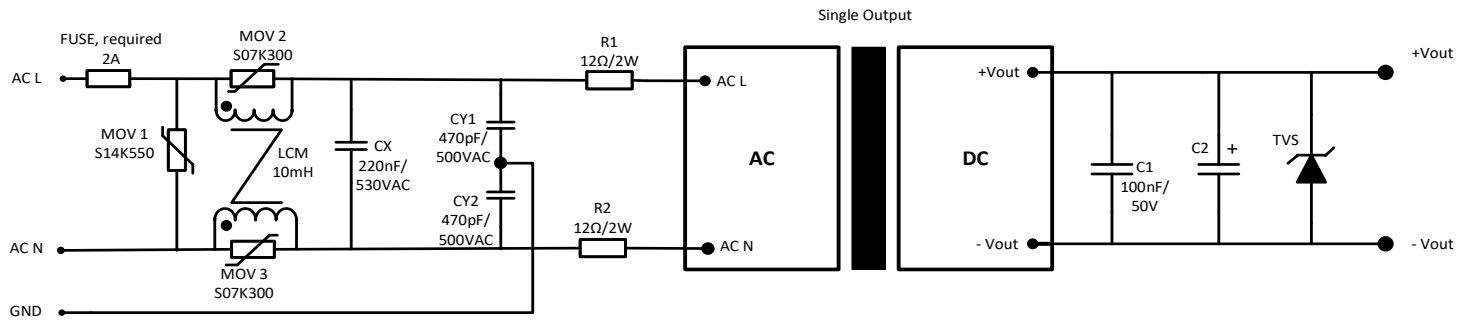 Single Output
FUSE, required
2A
MOV 2
S07K300
R1
12Ω/2W
+Vout
AC L
AC L
+Vout
MOV 1
S14K550
LCM
10mH
CX
220nF/
530VAC
CY1
470pF/
500VAC
CY2
470pF/
500VAC
AC
DC
C1
100nF/
50V
C2
+
TVS
R2
12Ω/2W
AC N
AC N
- Vout
- Vout
MOV 3
S07K300
GND